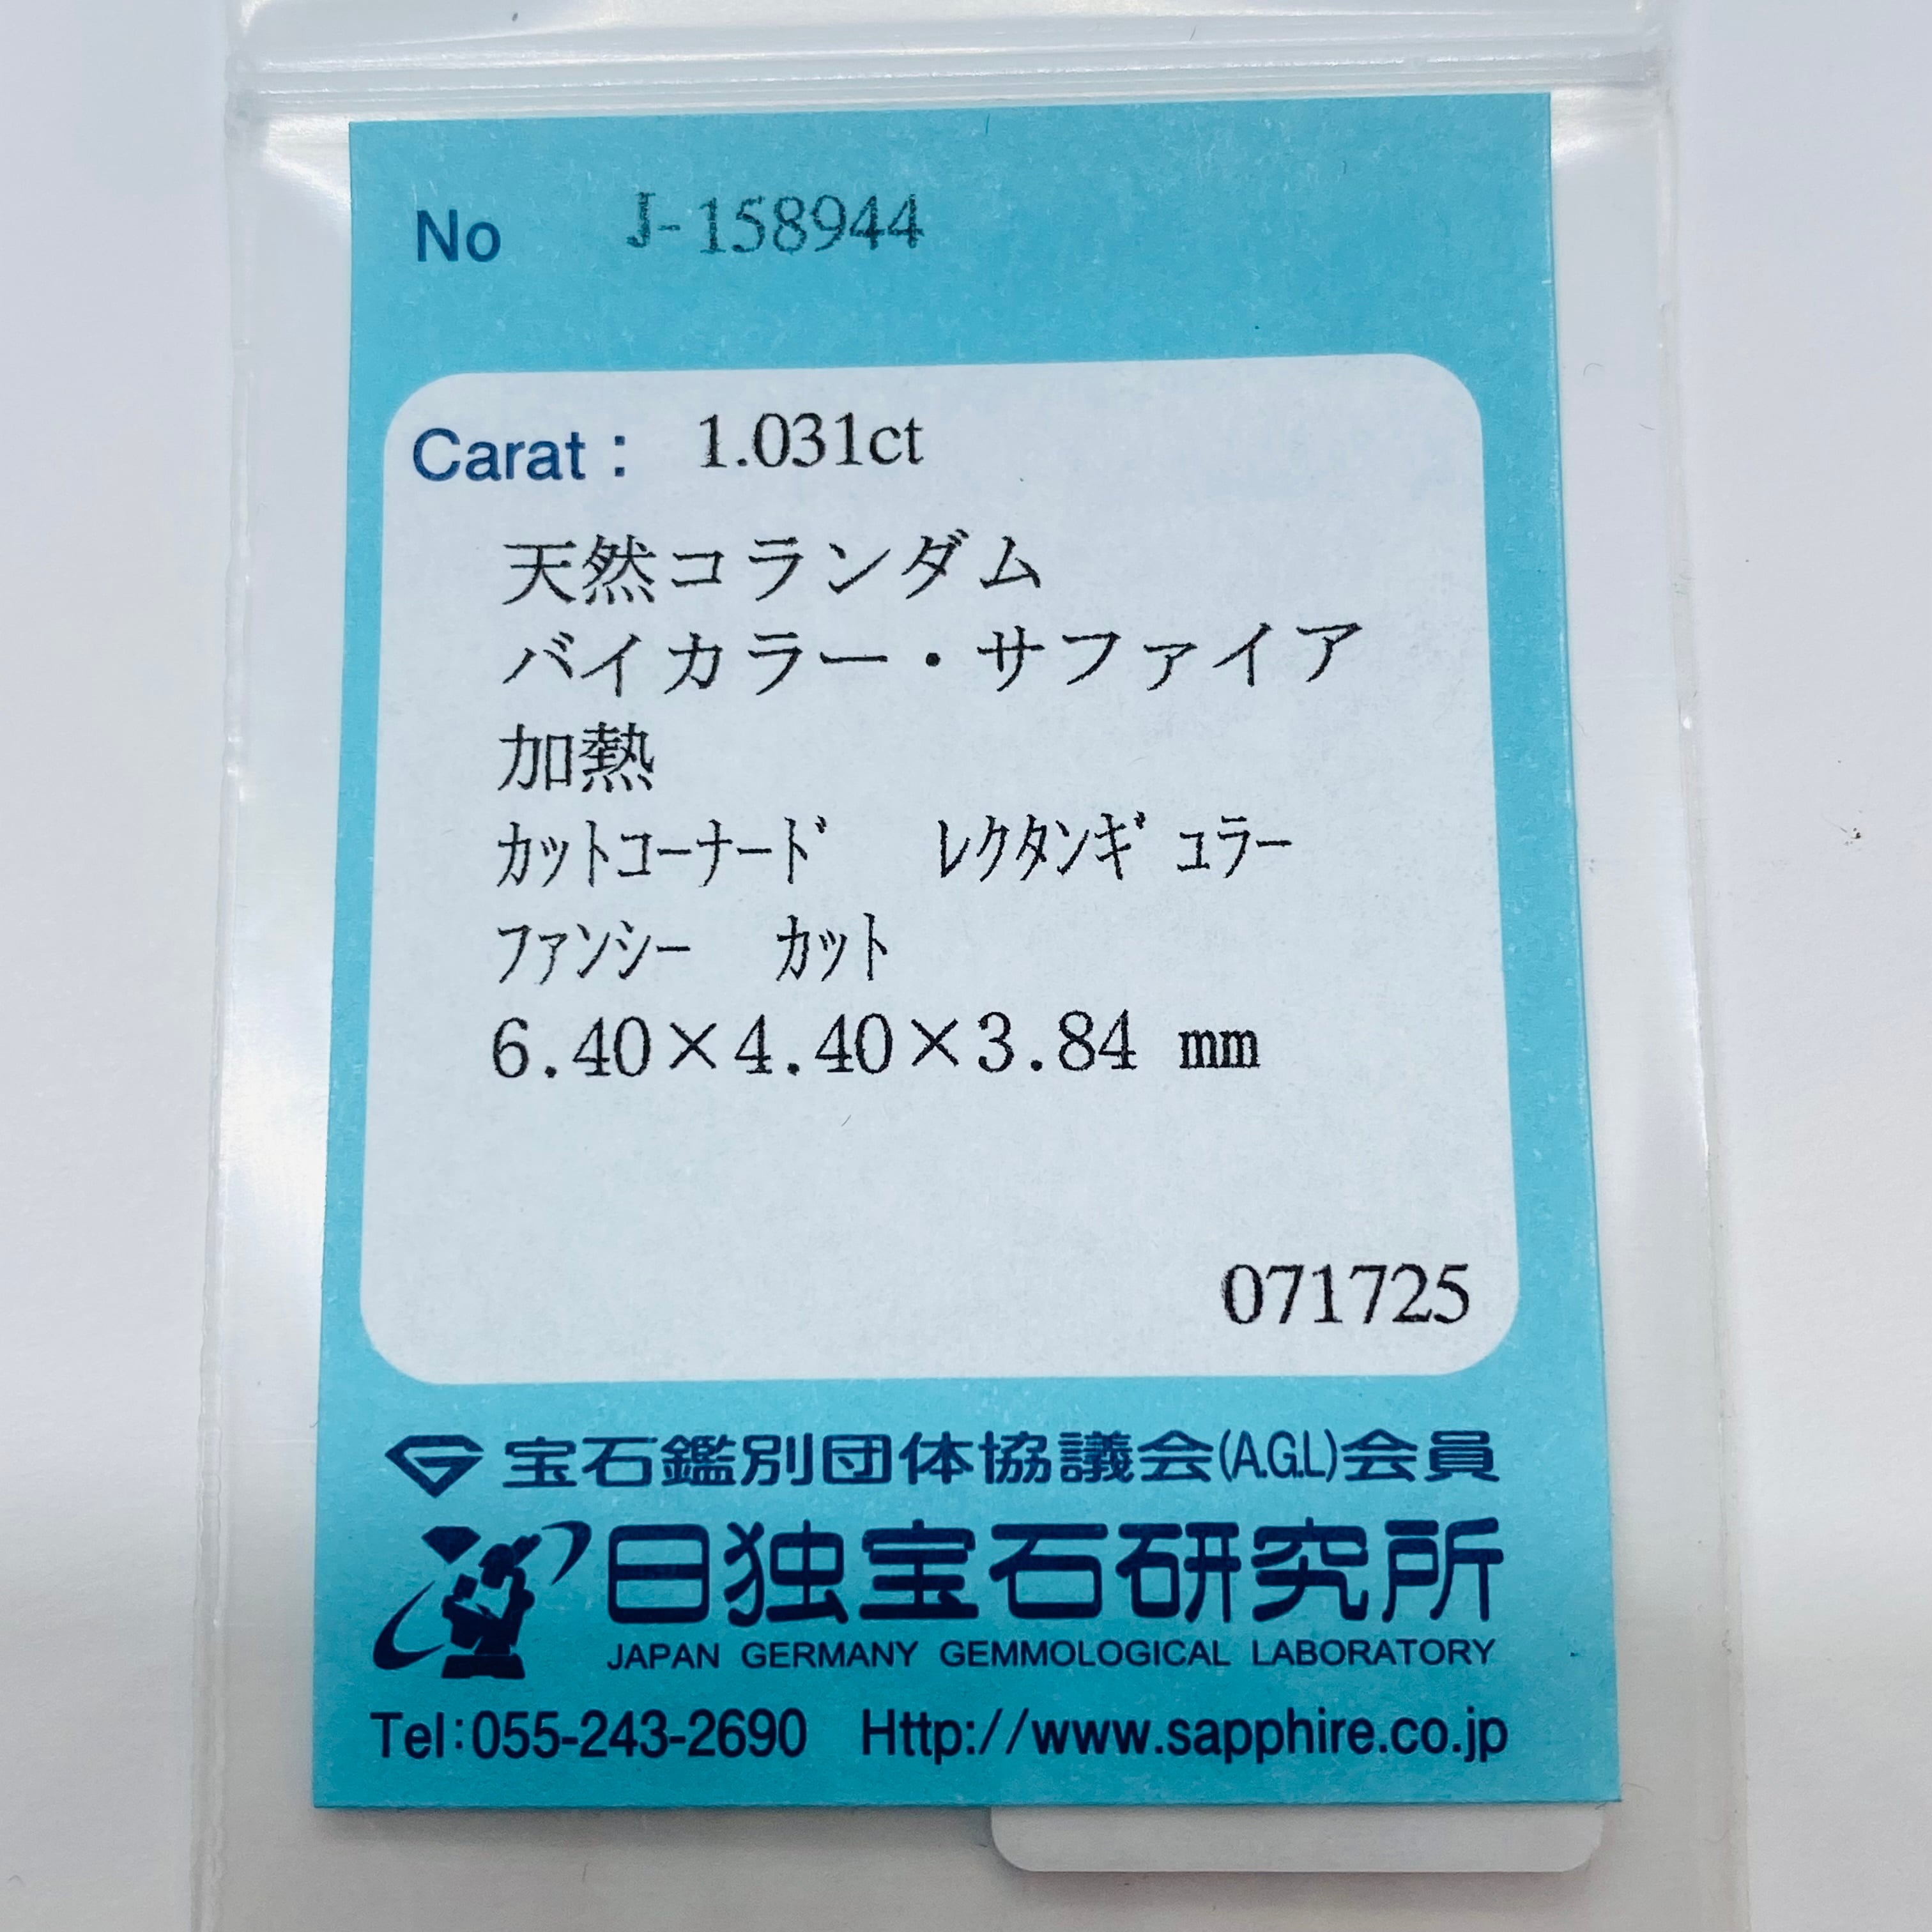 No J-158944
Carat : 1.031ct
天然コランダム
バイカラー・サファイア
加熱
ｶｯﾄｺｰﾅｰﾄﾞ ﾚｸﾀﾝｷﾞｭﾗｰ
ﾌｧﾝｼｰ ｶｯﾄ
6.40×4.40×3.84 mm
071725
宝石鑑別団体協議会(A.G.L)会員
日独宝石研究所
JAPAN GERMANY GEMMOLOGICAL LABORATORY
Tel:055-243-2690 Http://www.sapphire.co.jp